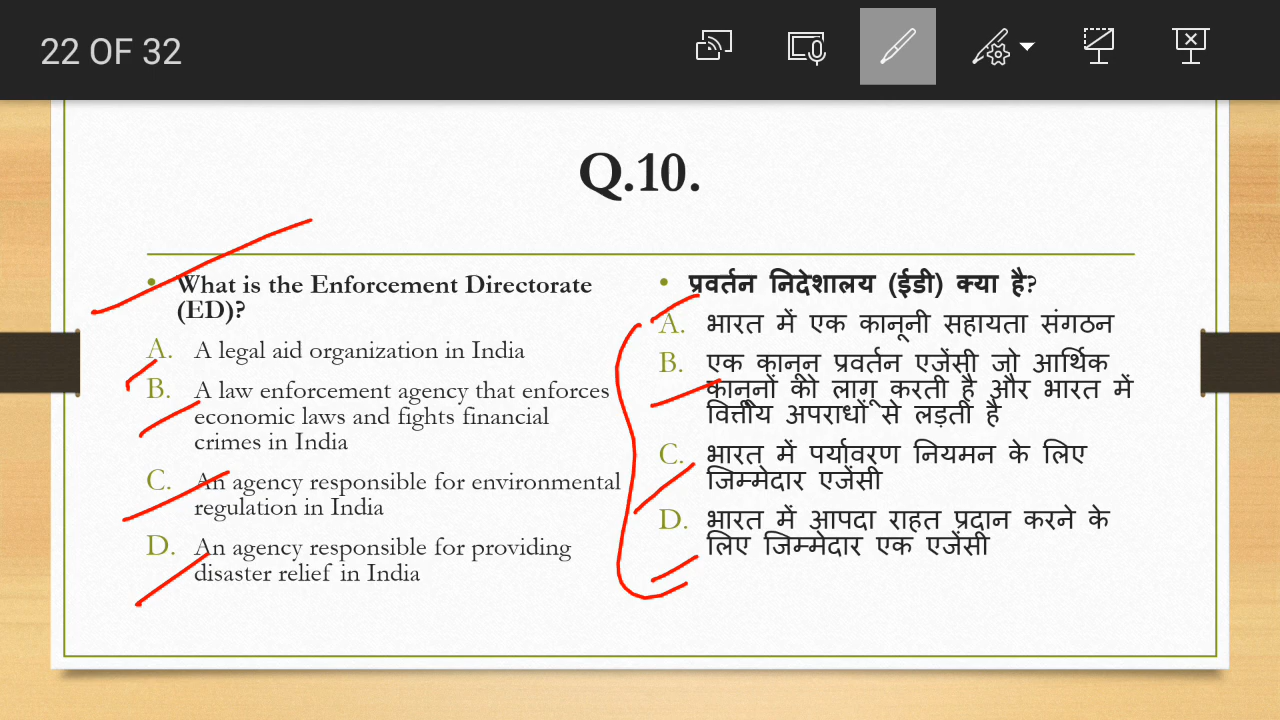 22 OF 32
Q.10.
• What is the Enforcement Directorate
(ED)?
A. A legal aid organization in India
B. A law enforcement agency that enforces
economic laws and fights financial
crimes in India
C. An agency responsible for environmental
regulation in India
D. An agency responsible for providing
disaster relief in India
• प्रवर्तन निदेशालय (ईडी) क्या है?
A. भारत में एक कानूनी सहायता संगठन
B. एक कानून प्रवर्तन एजेंसी जो आर्थिक
कानूनों को लागू करती है और भारत में
वित्तीय अपराधों से लड़ती है
C. भारत में पर्यावरण नियमन के लिए
जिम्मेदार एजेंसी
D. भारत में आपदा राहत प्रदान करने के
लिए जिम्मेदार एक एजेंसी